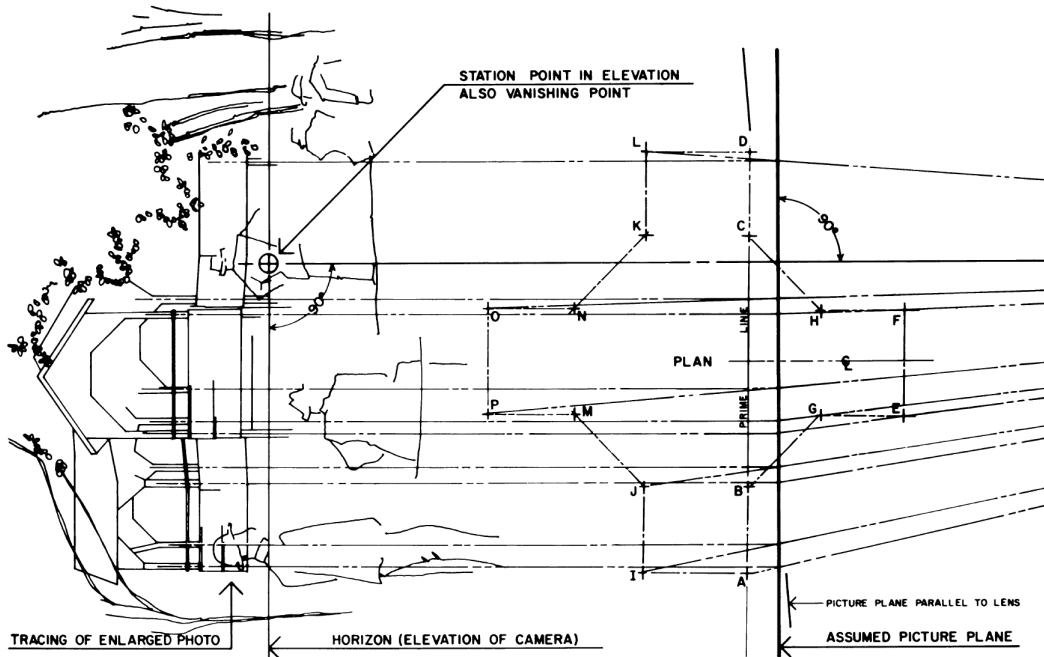 STATION POINT IN ELEVATION
ALSO VANISHING POINT
L
D
K
C
90°
90°
O
N
H
F
PLAN
PRIME LINE
℄
P
M
G
E
J
B
I
A
PICTURE PLANE PARALLEL TO LENS
TRACING OF ENLARGED PHOTO
HORIZON (ELEVATION OF CAMERA)
ASSUMED PICTURE PLANE